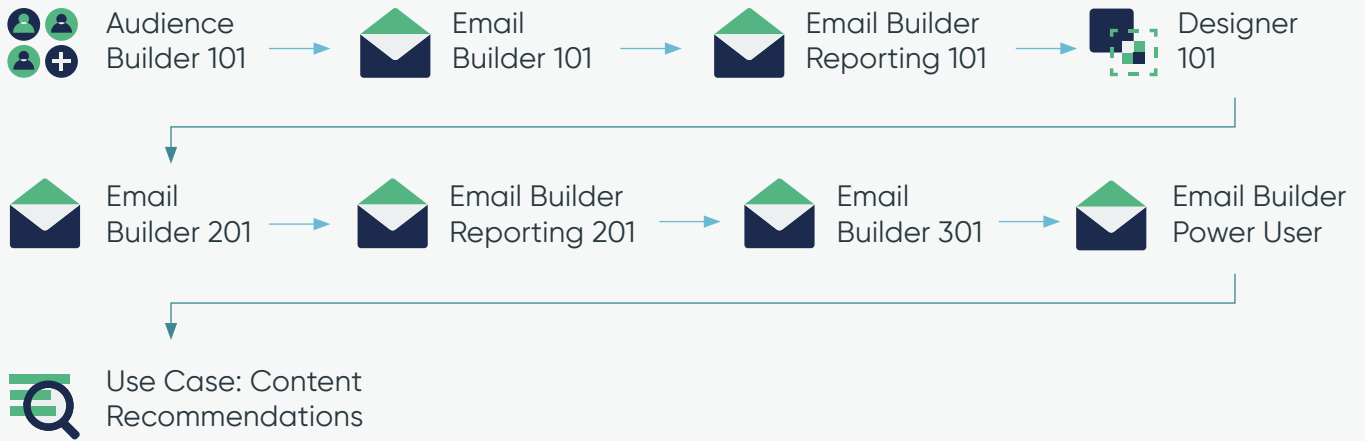 Audience
Builder 101
Email
Builder 101
Email Builder
Reporting 101
Designer
101
Email
Builder 201
Email Builder
Reporting 201
Email
Builder 301
Email Builder
Power User
Use Case: Content
Recommendations